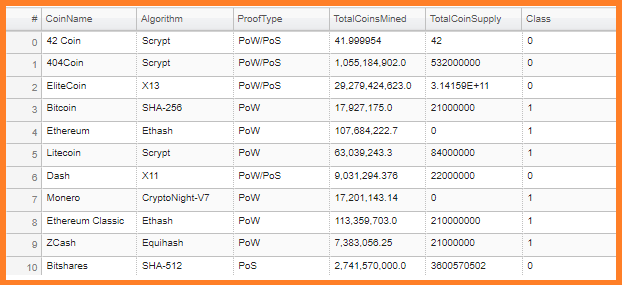 # CoinName Algorithm ProofType TotalCoinsMined TotalCoinSupply Class
0 42 Coin Scrypt PoW/PoS 41.999954 42 0
1 404Coin Scrypt PoW/PoS 1,055,184,902.0 532000000 0
2 EliteCoin X13 PoW/PoS 29,279,424,623.0 3.14159E+11 0
3 Bitcoin SHA-256 PoW 17,927,175.0 21000000 1
4 Ethereum Ethash PoW 107,684,222.7 0 1
5 Litecoin Scrypt PoW 63,039,243.3 84000000 1
6 Dash X11 PoW/PoS 9,031,294.376 22000000 0
7 Monero CryptoNight-V7 PoW 17,201,143.14 0 1
8 Ethereum Classic Ethash PoW 113,359,703.0 210000000 1
9 ZCash Equihash PoW 7,383,056.25 21000000 1
10 Bitshares SHA-512 PoS 2,741,570,000.0 3600570502 0